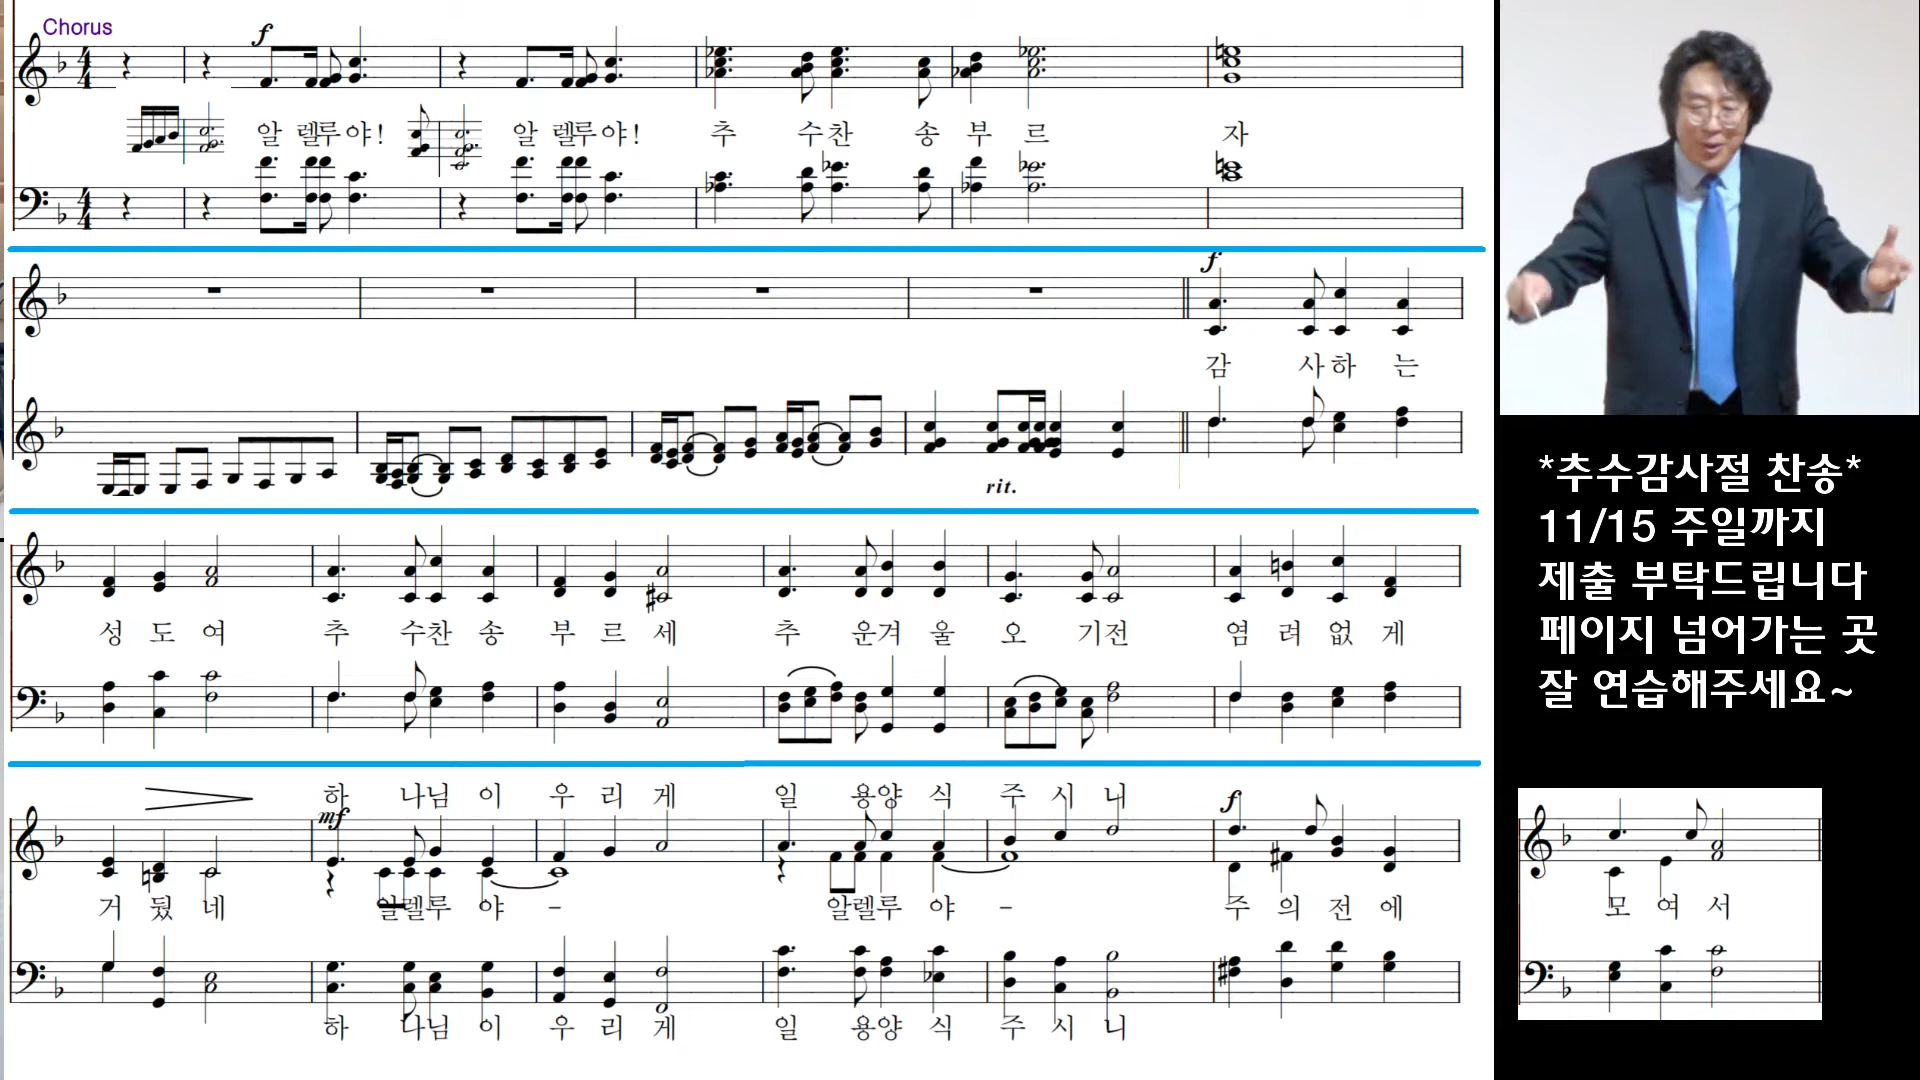 Chorus
f
알 렐루야! 알 렐루야! 추 수찬 송 부 르 자
f
감 사하 는
rit.
성 도 여 추 수찬 송 부 르 세 추 운겨 울 오 기전 염 려 없 게
하 나님 이 우 리 게 일 용양 식 주 시 니
mf f
거 뒀 네 알렐루 야 - 알렐루 야 - 주 의 전 에
하 나님 이 우 리 게 일 용양 식 주 시 니
*추수감사절 찬송*
11/15 주일까지
제출 부탁드립니다
페이지 넘어가는 곳
잘 연습해주세요~
모 여 서